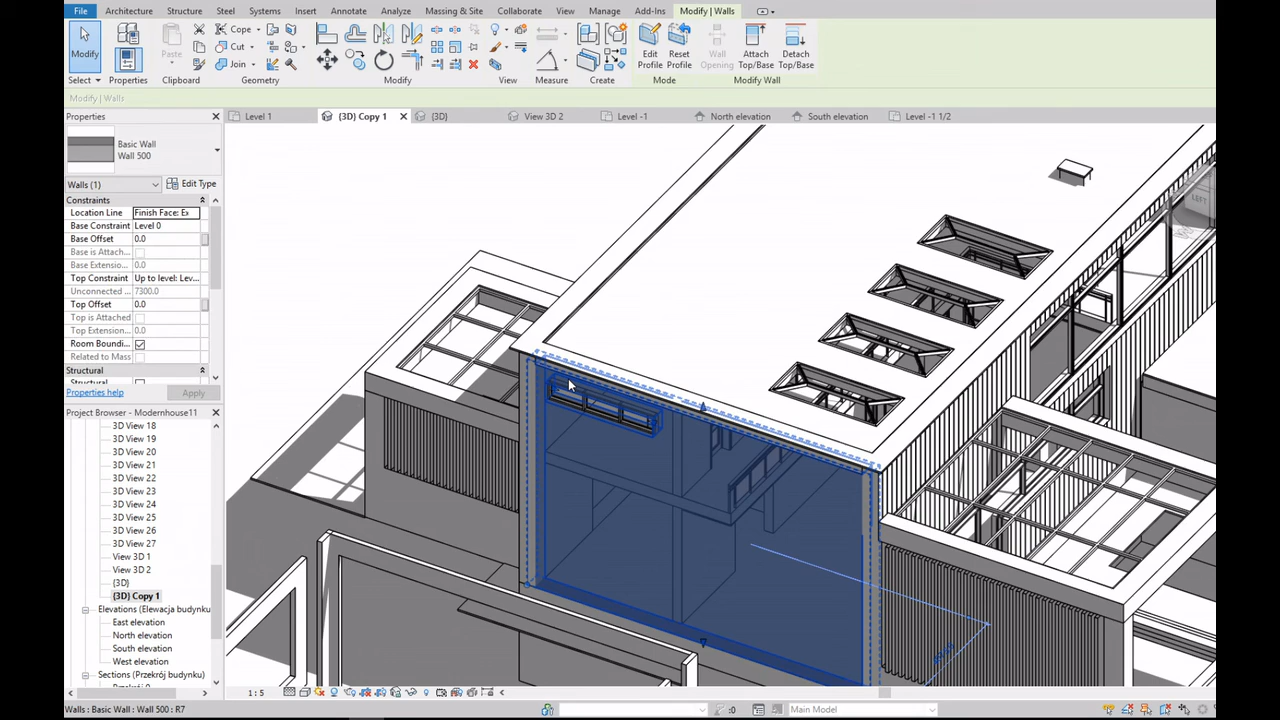 File Architecture Structure Steel Systems Insert Annotate Analyze Massing & Site Collaborate View Manage Add-Ins Modify | Walls
Modify
Paste
Cope
Cut
Join
Edit Profile
Reset Profile
Wall Opening
Attach Top/Base
Detach Top/Base
Select Properties Clipboard Geometry Modify View Measure Create Mode Modify Wall
Modify | Walls
Properties
Level 1 {3D} Copy 1 {3D} View 3D 2 Level -1 North elevation South elevation Level -1 1/2
Basic Wall
Wall 500
Walls (1) Edit Type
Constraints
Location Line Finish Face: Ex
Base Constraint Level 0
Base Offset 0.0
Base is Attach...
Base Extensio...
Top Constraint Up to level: Lev...
Unconnected ... 7300.0
Top Offset 0.0
Top is Attached
Top Extension...
Room Boundi...
Related to Mass
Structural
Structural
Properties help Apply
Project Browser - Modernhouse11
3D View 18
3D View 19
3D View 20
3D View 21
3D View 22
3D View 23
3D View 24
3D View 25
3D View 26
3D View 27
View 3D 1
View 3D 2
{3D}
{3D} Copy 1
Elevations (Elewacja budynku
East elevation
North elevation
South elevation
West elevation
Sections (Przekrój budynku)
LEFT
1 : 5
Walls : Basic Wall : Wall 500 : R7 :0 Main Model